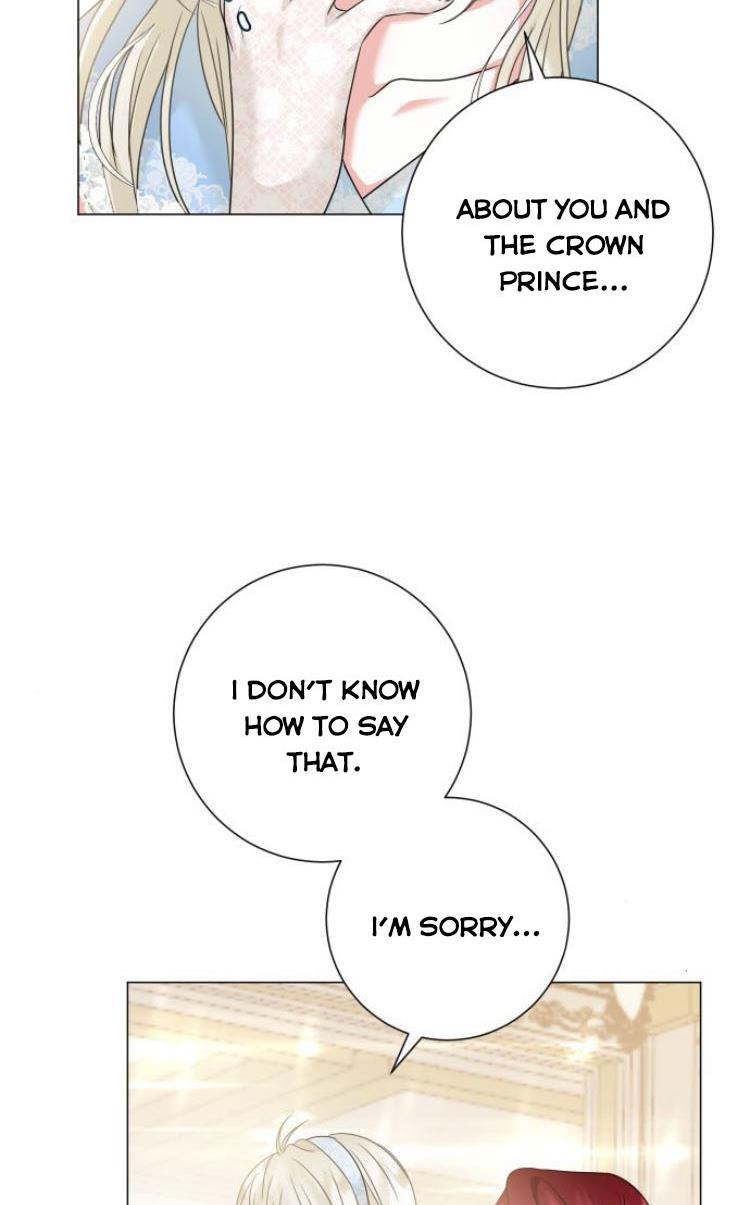 ABOUT YOU AND
THE CROWN
PRINCE...
I DON'T KNOW
HOW TO SAY
THAT.
I'M SORRY...